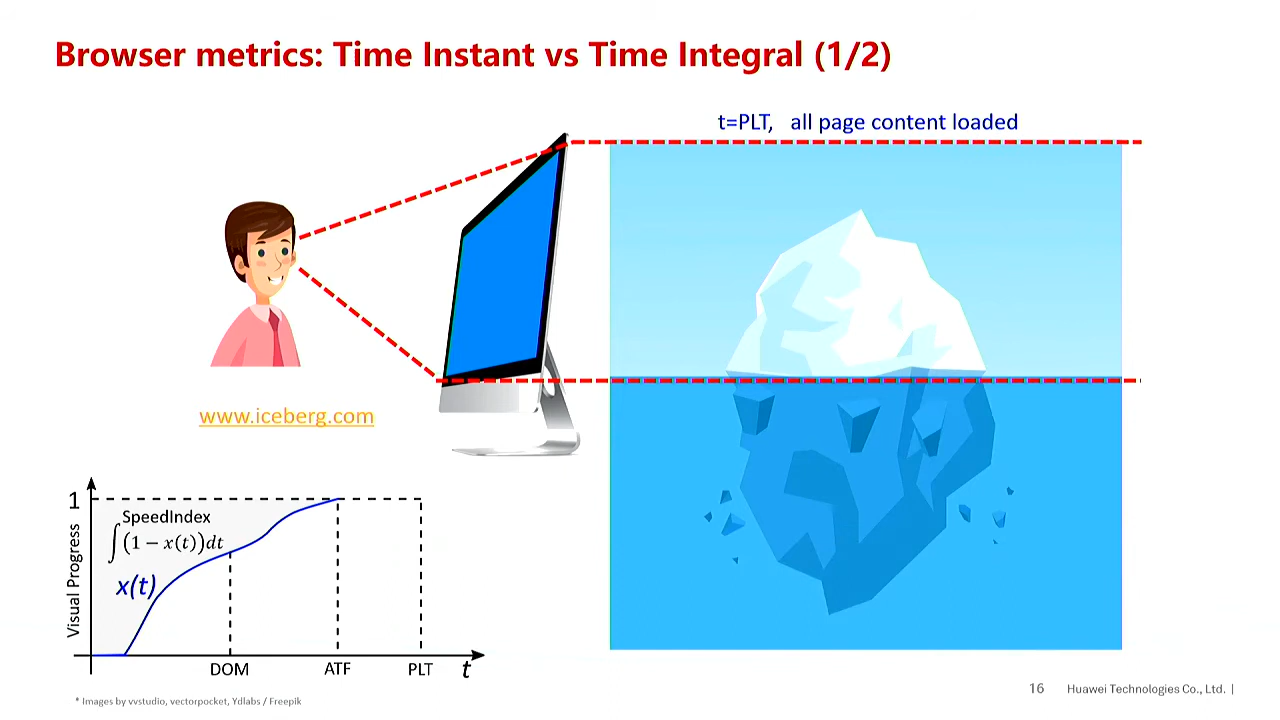 Browser metrics: Time Instant vs Time Integral (1/2)
t=PLT, all page content loaded
www.iceberg.com
1
SpeedIndex
∫(1 − x(t))dt
x(t)
Visual Progress
DOM ATF PLT t
* Images by vvstudio, vectorpocket, Ydlabs / Freepik
16 Huawei Technologies Co., Ltd. |